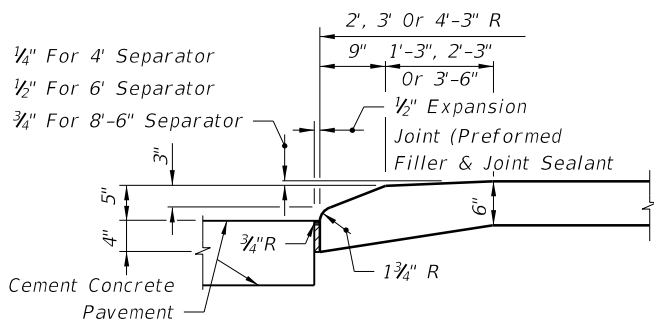 2', 3' Or 4'-3" R
9"
1'-3", 2'-3"
Or 3'-6"
¼" For 4' Separator
½" For 6' Separator
¾" For 8'-6" Separator
½" Expansion
Joint (Preformed
Filler & Joint Sealant
3"
5"
4"
6"
¾"R
1¾" R
Cement Concrete
Pavement